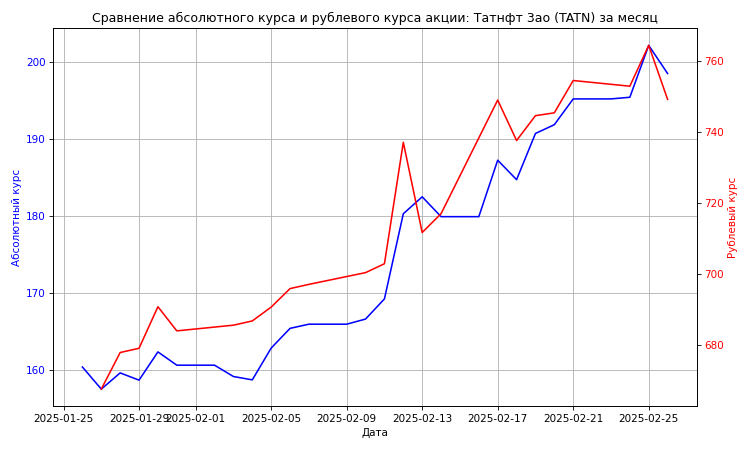 Сравнение абсолютного курса и рублевого курса акции: Татнфт 3ао (TATN) за месяц
200
190
180
170
160
Абсолютный курс
760
740
720
700
680
Рублевый курс
2025-01-25 2025-01-29 2025-02-01 2025-02-05 2025-02-09 2025-02-13 2025-02-17 2025-02-21 2025-02-25
Дата